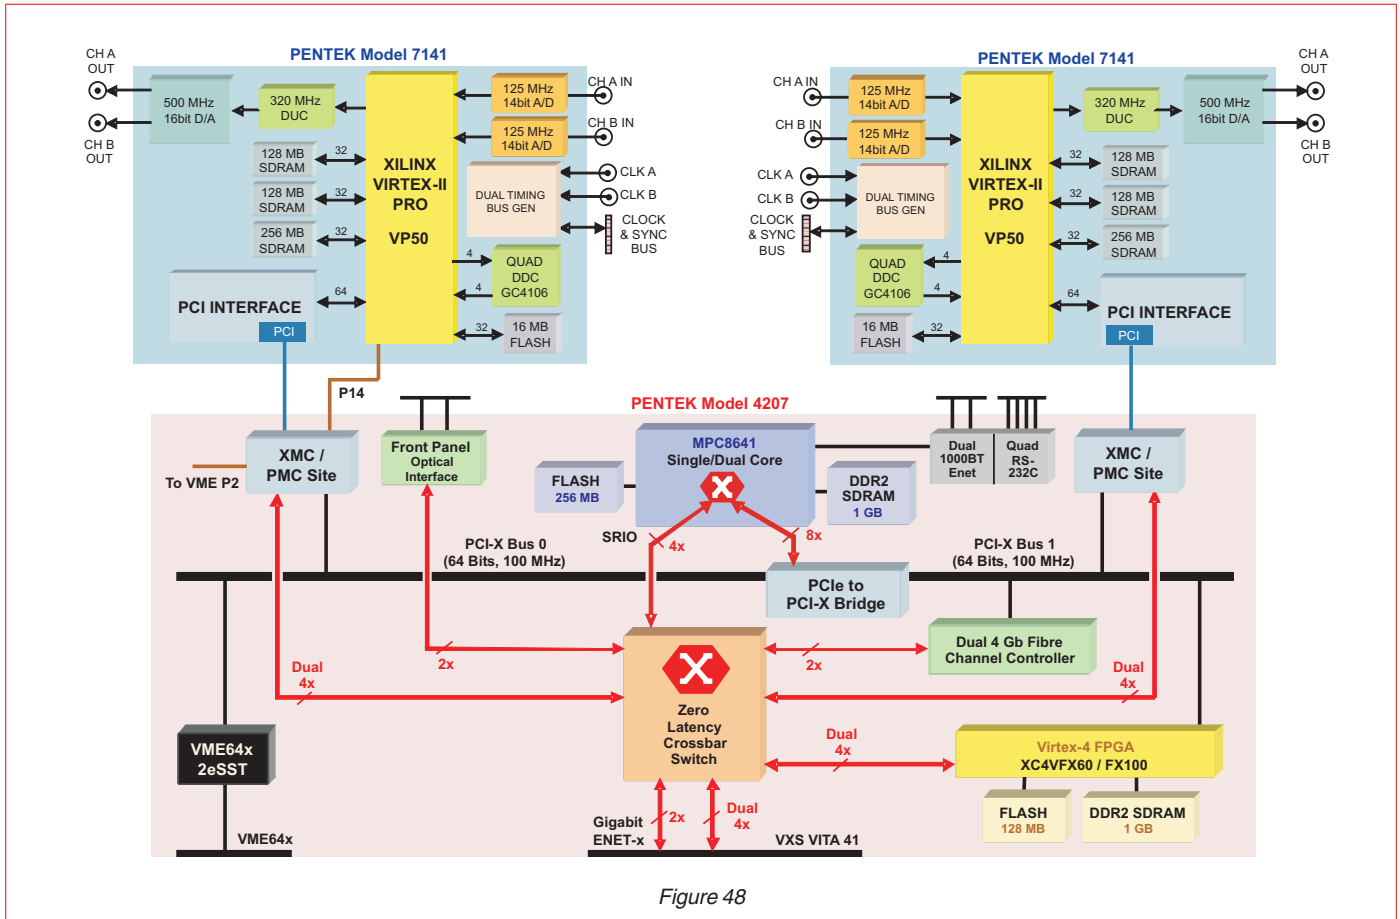 PENTEK Model 7141
CH A
OUT
CH B
OUT
500 MHz
16bit D/A
320 MHz
DUC
XILINX
VIRTEX-II
PRO
VP50
125 MHz
14bit A/D
125 MHz
14bit A/D
CH A IN
CH B IN
CLK A
CLK B
CLOCK
& SYNC
BUS
DUAL TIMING
BUS GEN
128 MB
SDRAM
32
128 MB
SDRAM
32
256 MB
SDRAM
32
4
QUAD
DDC
GC4106
4
PCI INTERFACE
PCI
64
32
16 MB
FLASH
P14
PENTEK Model 7141
CH A IN
CH B IN
CLK A
CLK B
CLOCK
& SYNC
BUS
125 MHz
14bit A/D
125 MHz
14bit A/D
DUAL TIMING
BUS GEN
QUAD
DDC
GC4106
4
4
16 MB
FLASH
32
XILINX
VIRTEX-II
PRO
VP50
320 MHz
DUC
500 MHz
16bit D/A
CH A
OUT
CH B
OUT
32
128 MB
SDRAM
32
128 MB
SDRAM
32
256 MB
SDRAM
64
PCI INTERFACE
PCI
PENTEK Model 4207
XMC /
PMC Site
To VME P2
Front Panel
Optical
Interface
FLASH
256 MB
MPC8641
Single/Dual Core
DDR2
SDRAM
1 GB
Dual
1000BT
Enet
Quad
RS-
232C
XMC /
PMC Site
SRIO
4x
8x
PCI-X Bus 0
(64 Bits, 100 MHz)
PCI-X Bus 1
(64 Bits, 100 MHz)
PCIe to
PCI-X Bridge
2x
2x
Dual 4 Gb Fibre
Channel Controller
Dual
4x
Dual
4x
Zero
Latency
Crossbar
Switch
VME64x
2eSST
Dual
4x
Virtex-4 FPGA
XC4VFX60 / FX100
FLASH
128 MB
DDR2 SDRAM
1 GB
Gigabit
ENET-x
2x
Dual
4x
VME64x
VXS VITA 41
Figure 48